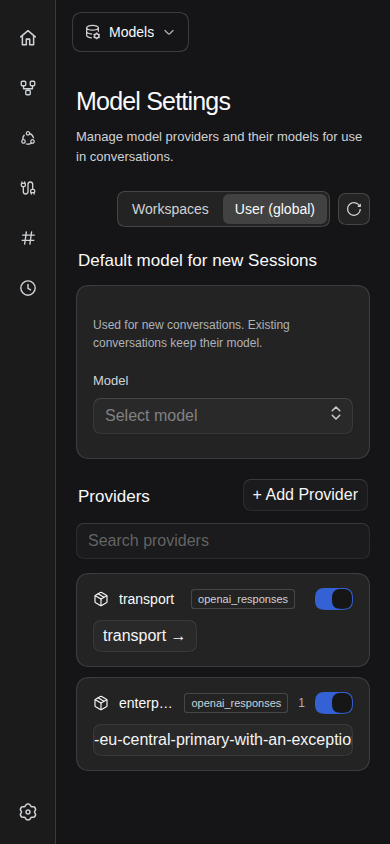 Models
Model Settings
Manage model providers and their models for use
in conversations.
Workspaces
User (global)
Default model for new Sessions
Used for new conversations. Existing
conversations keep their model.
Model
Select model
Providers
+ Add Provider
Search providers
transport
openai_responses
transport →
enterp…
openai_responses
1
-eu-central-primary-with-an-exceptio